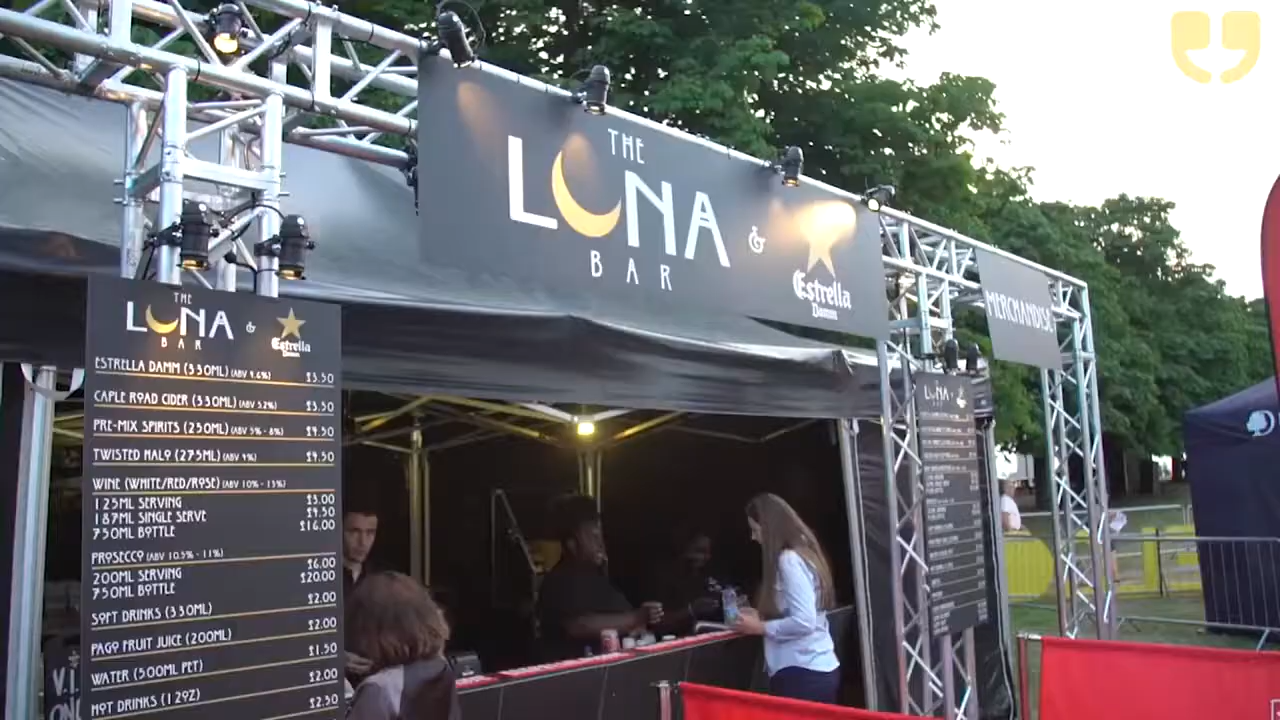 THE
LUNA
BAR
&
Estrella
Damm
MERCHANDISE
THE
LUNA
BAR
&
Estrella
Damm
ESTRELLA DAMM (330ML) (ABV 4.6%) £3.50
CAPLE ROAD CIDER (330ML) (ABV 5.2%) £3.50
PRE-MIX SPIRITS (250ML) (ABV 5% - 8%) £4.50
TWISTED HALO (275ML) (ABV 4%) £4.50
WINE (WHITE/RED/ROSE) (ABV 10% - 13%)
125ML SERVING £3.00
187ML SINGLE SERVE £4.50
750ML BOTTLE £16.00
PROSECCO (ABV 10.5% - 11%)
200ML SERVING £6.00
750ML BOTTLE £20.00
SOFT DRINKS (330ML) £2.00
PAGO FRUIT JUICE (200ML) £2.00
WATER (500ML PET) £1.50
HOT DRINKS (12OZ) £2.00
£2.50
LUNA